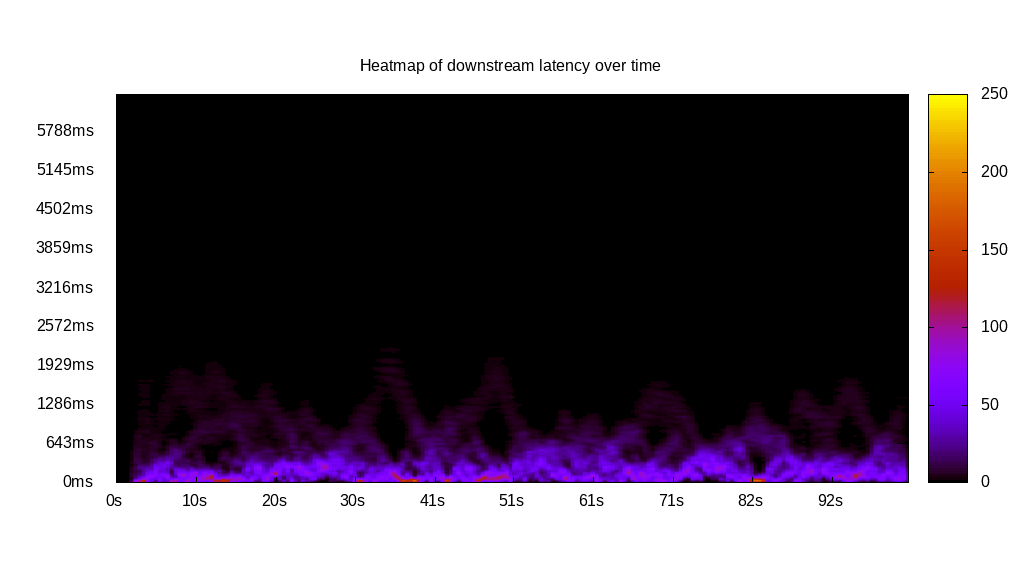 Heatmap of downstream latency over time
5788ms
5145ms
4502ms
3859ms
3216ms
2572ms
1929ms
1286ms
643ms
0ms
0s 10s 20s 30s 41s 51s 61s 71s 82s 92s
250
200
150
100
50
0